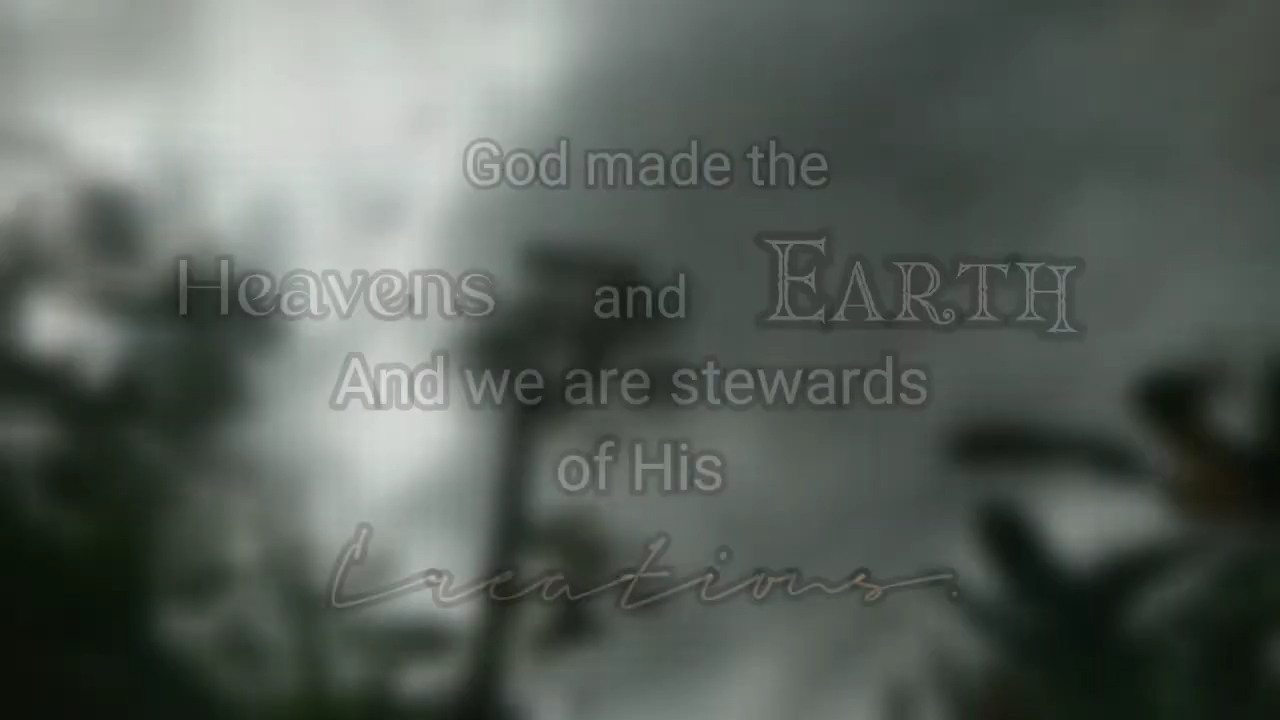 God made the
Heavens and EARTH
And we are stewards
of His
Creations.